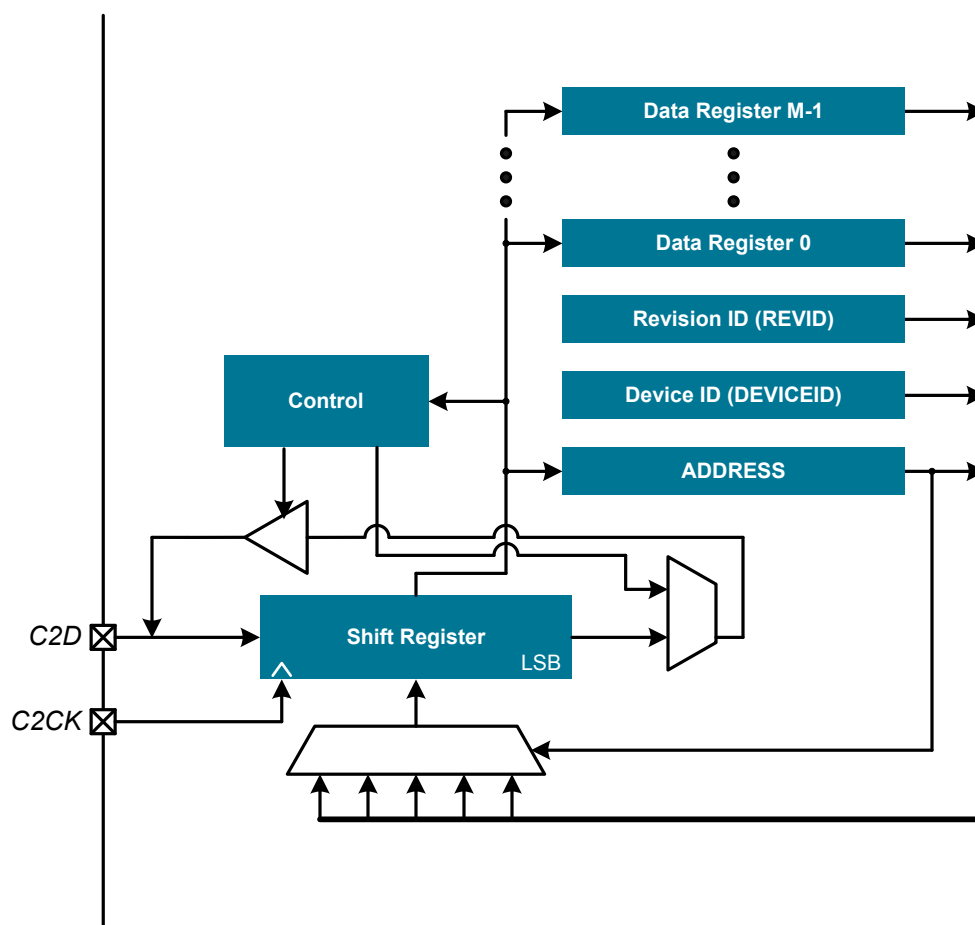 Data Register M-1
Data Register 0
Revision ID (REVID)
Device ID (DEVICEID)
Control
ADDRESS
C2D
Shift Register
LSB
C2CK